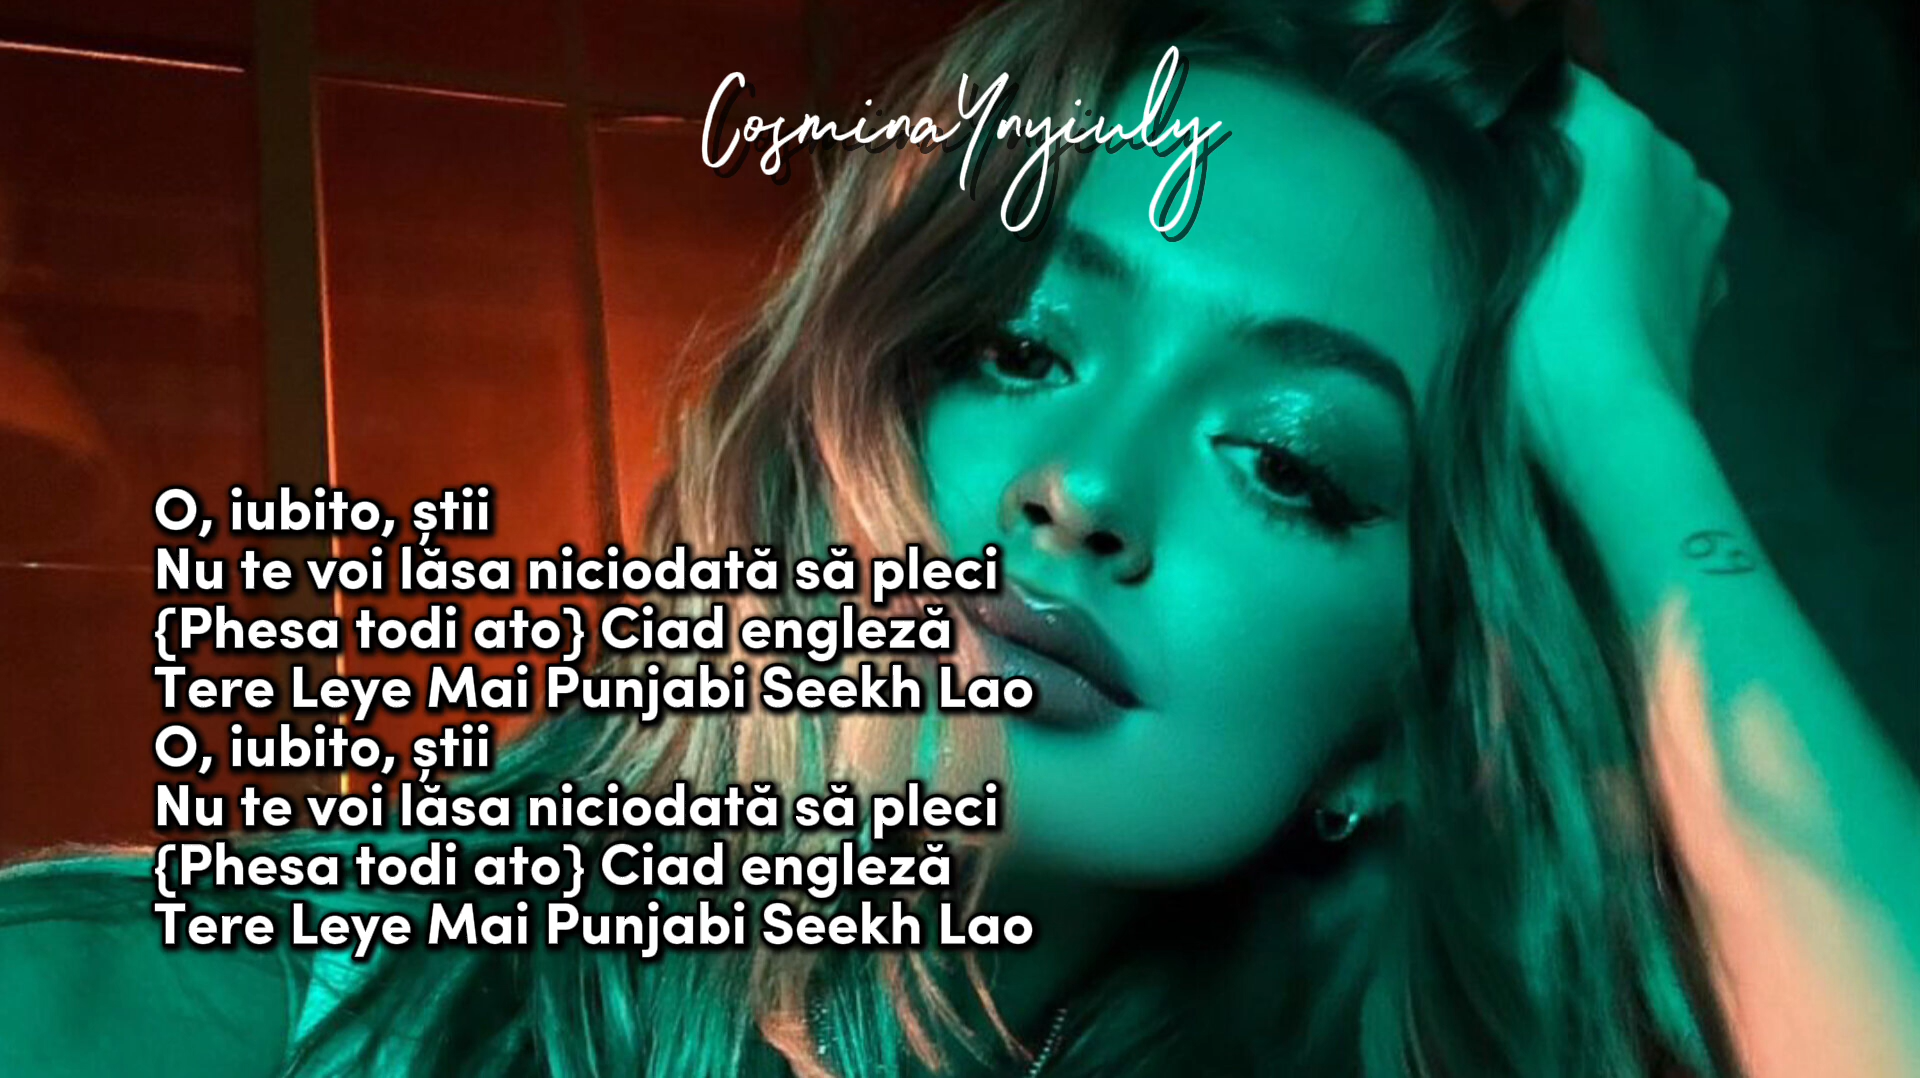 CosminaYnyiuly
O, iubito, știi
Nu te voi lăsa niciodată să pleci
{Phesa todi ato} Ciad engleză
Tere Leye Mai Punjabi Seekh Lao
O, iubito, știi
Nu te voi lăsa niciodată să pleci
{Phesa todi ato} Ciad engleză
Tere Leye Mai Punjabi Seekh Lao